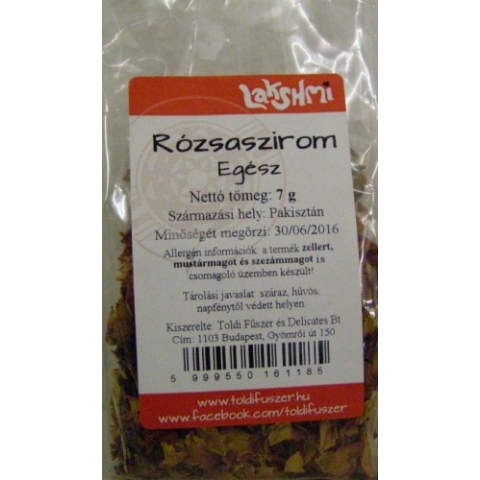 Lakshmi
Rózsaszirom
Egész
Nettó tömeg: 7 g
Származási hely: Pakisztán
Minőségét megőrzi: 30/06/2016
Allergén információk: a termék zellert,
mustármagot és szezámmagot is
csomagoló üzemben készült!
Tárolási javaslat: száraz, hűvös,
napfénytől védett helyen
Kiszerelte: Toldi Fűszer és Delicates Bt
Cím: 1103 Budapest, Gyömrői út 150
5 999550 161185
www.toldifuszer.hu
www.facebook.com/toldifuszer